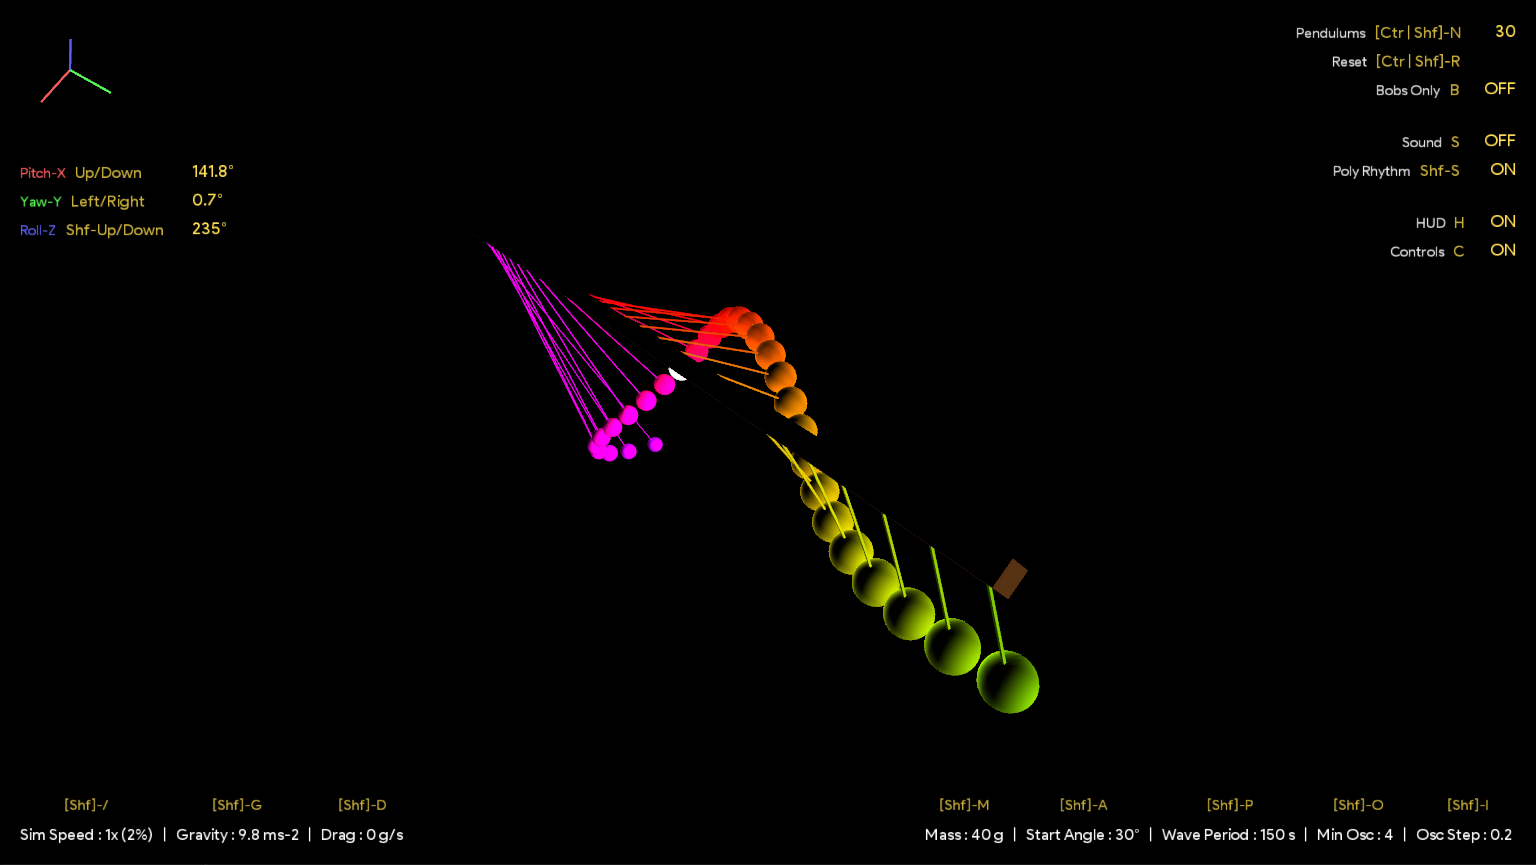 Pendulums [Ctr | Shf]-N 30
Reset [Ctr | Shf]-R
Bobs Only B OFF
Sound S OFF
Poly Rhythm Shf-S ON
HUD H ON
Controls C ON
Pitch-X Up/Down 141.8°
Yaw-Y Left/Right 0.7°
Roll-Z Shf-Up/Down 235°
[Shf]-/ [Shf]-G [Shf]-D [Shf]-M [Shf]-A [Shf]-P [Shf]-O [Shf]-I
Sim Speed : 1x (2%) | Gravity : 9.8 ms-2 | Drag : 0 g/s Mass : 40 g | Start Angle : 30° | Wave Period : 150 s | Min Osc : 4 | Osc Step : 0.2